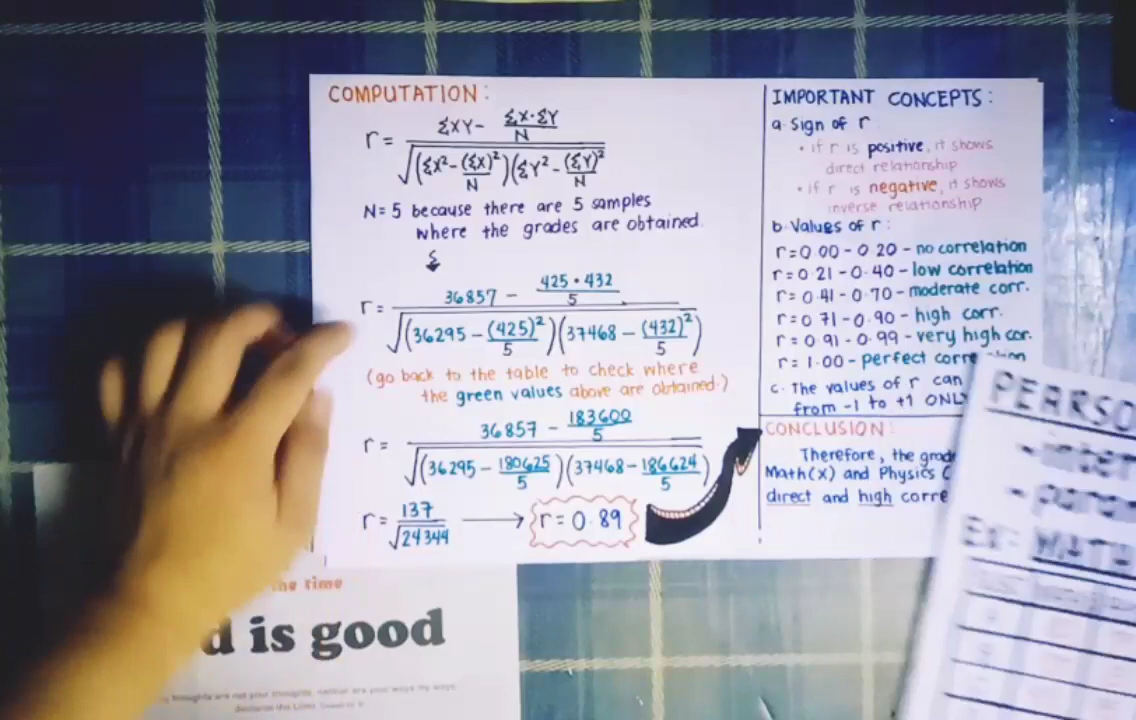 COMPUTATION:
r = (ΣXY - (ΣX·ΣY)/N) / √((ΣX² - (ΣX)²/N)(ΣY² - (ΣY)²/N))
N=5 because there are 5 samples
where the grades are obtained.
r = (36857 - (425 • 432)/5) / √((36295 - (425)²/5)(37468 - (432)²/5))
(go back to the table to check where
the green values above are obtained.)
r = (36857 - 183600/5) / √((36295 - 180625/5)(37468 - 186624/5))
r = 137/√24344 → r = 0.89
IMPORTANT CONCEPTS:
a. Sign of r
• if r is positive, it shows
direct relationship
• if r is negative, it shows
inverse relationship
b. Values of r:
r = 0.00 - 0.20 - no correlation
r = 0.21 - 0.40 - low correlation
r = 0.41 - 0.70 - moderate corr.
r = 0.71 - 0.90 - high corr.
r = 0.91 - 0.99 - very high cor.
r = 1.00 - perfect
c. The values of r can
from -1 to +1 ONLY
CONCLUSION:
Therefore, the
Math(X) and Physics
direct and high
PEARSO
EX: MATH
the time
is good